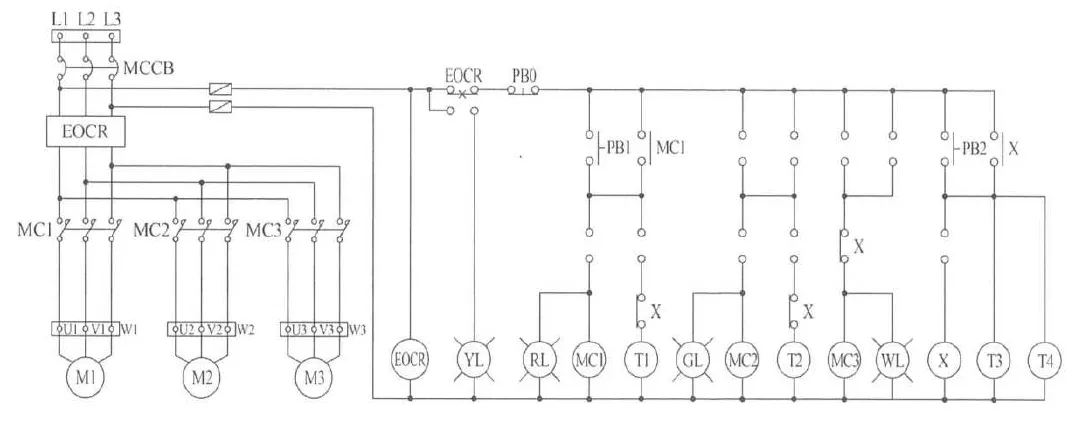 L1 L2 L3
MCCB
EOCR PB0
EOCR
PB1 MC1 PB2 X
MC1 MC2 MC3
X
X X
U1 V1 W1 U2 V2 W2 U3 V3 W3
M1 M2 M3
EOCR YL RL MC1 T1 GL MC2 T2 MC3 WL X T3 T4